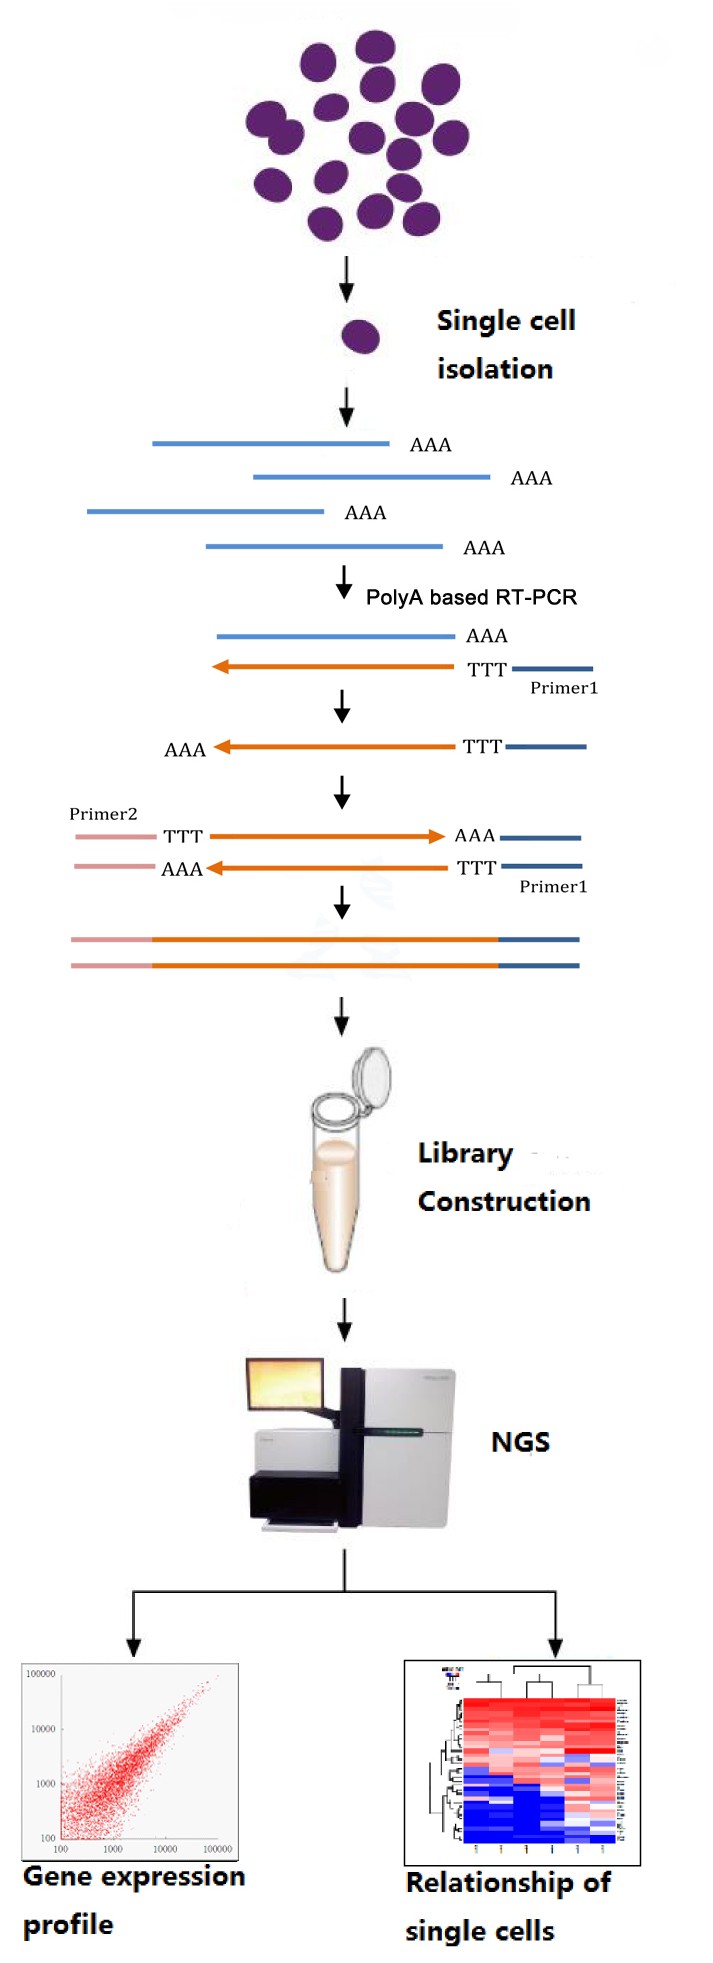 Single cell
isolation
AAA
AAA
AAA
AAA
PolyA based RT-PCR
AAA
TTT
Primer1
AAA TTT
Primer2
TTT AAA
AAA TTT
Primer1
Library
Construction
NGS
100000
10000
1000
100
100 1000 10000 100000
Gene expression
profile
Relationship of
single cells